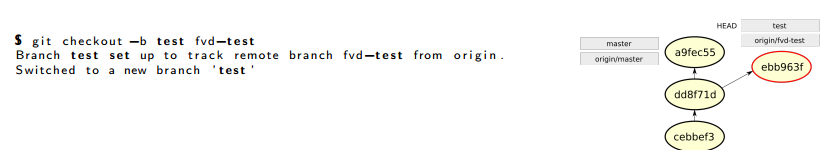 $ git checkout —b test fvd—test
Branch test set up to track remote branch fvd—test from origin.
Switched to a new branch 'test'
HEAD
test
origin/fvd-test
master
origin/master
a9fec55
ebb963f
dd8f71d
cebbef3